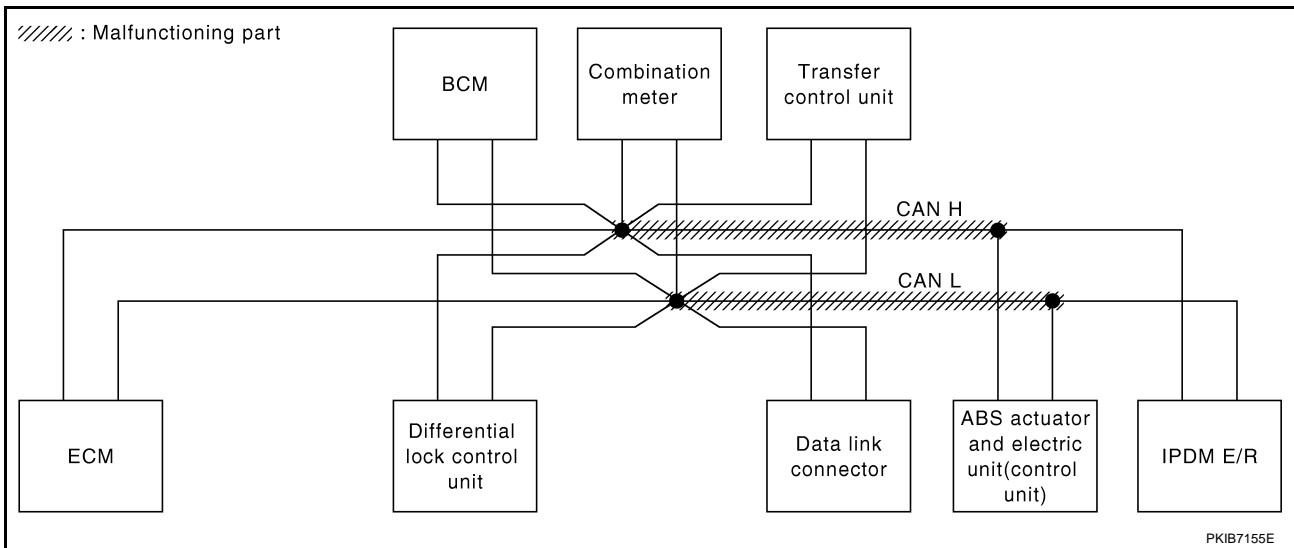 : Malfunctioning part
BCM
Combination
meter
Transfer
control unit
CAN H
CAN L
ECM
Differential
lock control
unit
Data link
connector
ABS actuator
and electric
unit(control
unit)
IPDM E/R
PKIB7155E